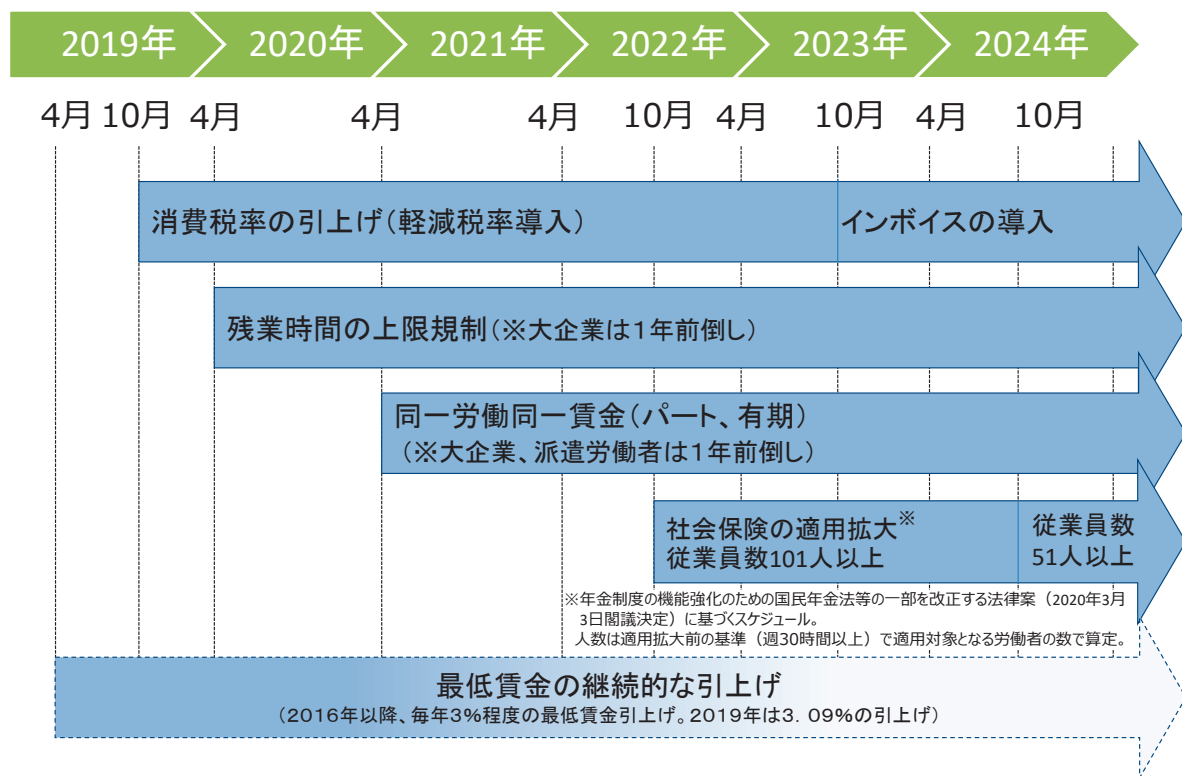 2019年 2020年 2021年 2022年 2023年 2024年
4月 10月 4月 4月 4月 10月 4月 10月 4月 10月
消費税率の引上げ(軽減税率導入) インボイスの導入
残業時間の上限規制(※大企業は1年前倒し)
同一労働同一賃金(パート、有期)
(※大企業、派遣労働者は1年前倒し)
社会保険の適用拡大※
従業員数101人以上
従業員数
51人以上
※年金制度の機能強化のための国民年金法等の一部を改正する法律案（2020年3月
3日閣議決定）に基づくスケジュール。
人数は適用拡大前の基準（週30時間以上）で適用対象となる労働者の数で算定。
最低賃金の継続的な引上げ
(2016年以降、毎年3%程度の最低賃金引上げ。2019年は3．09%の引上げ)